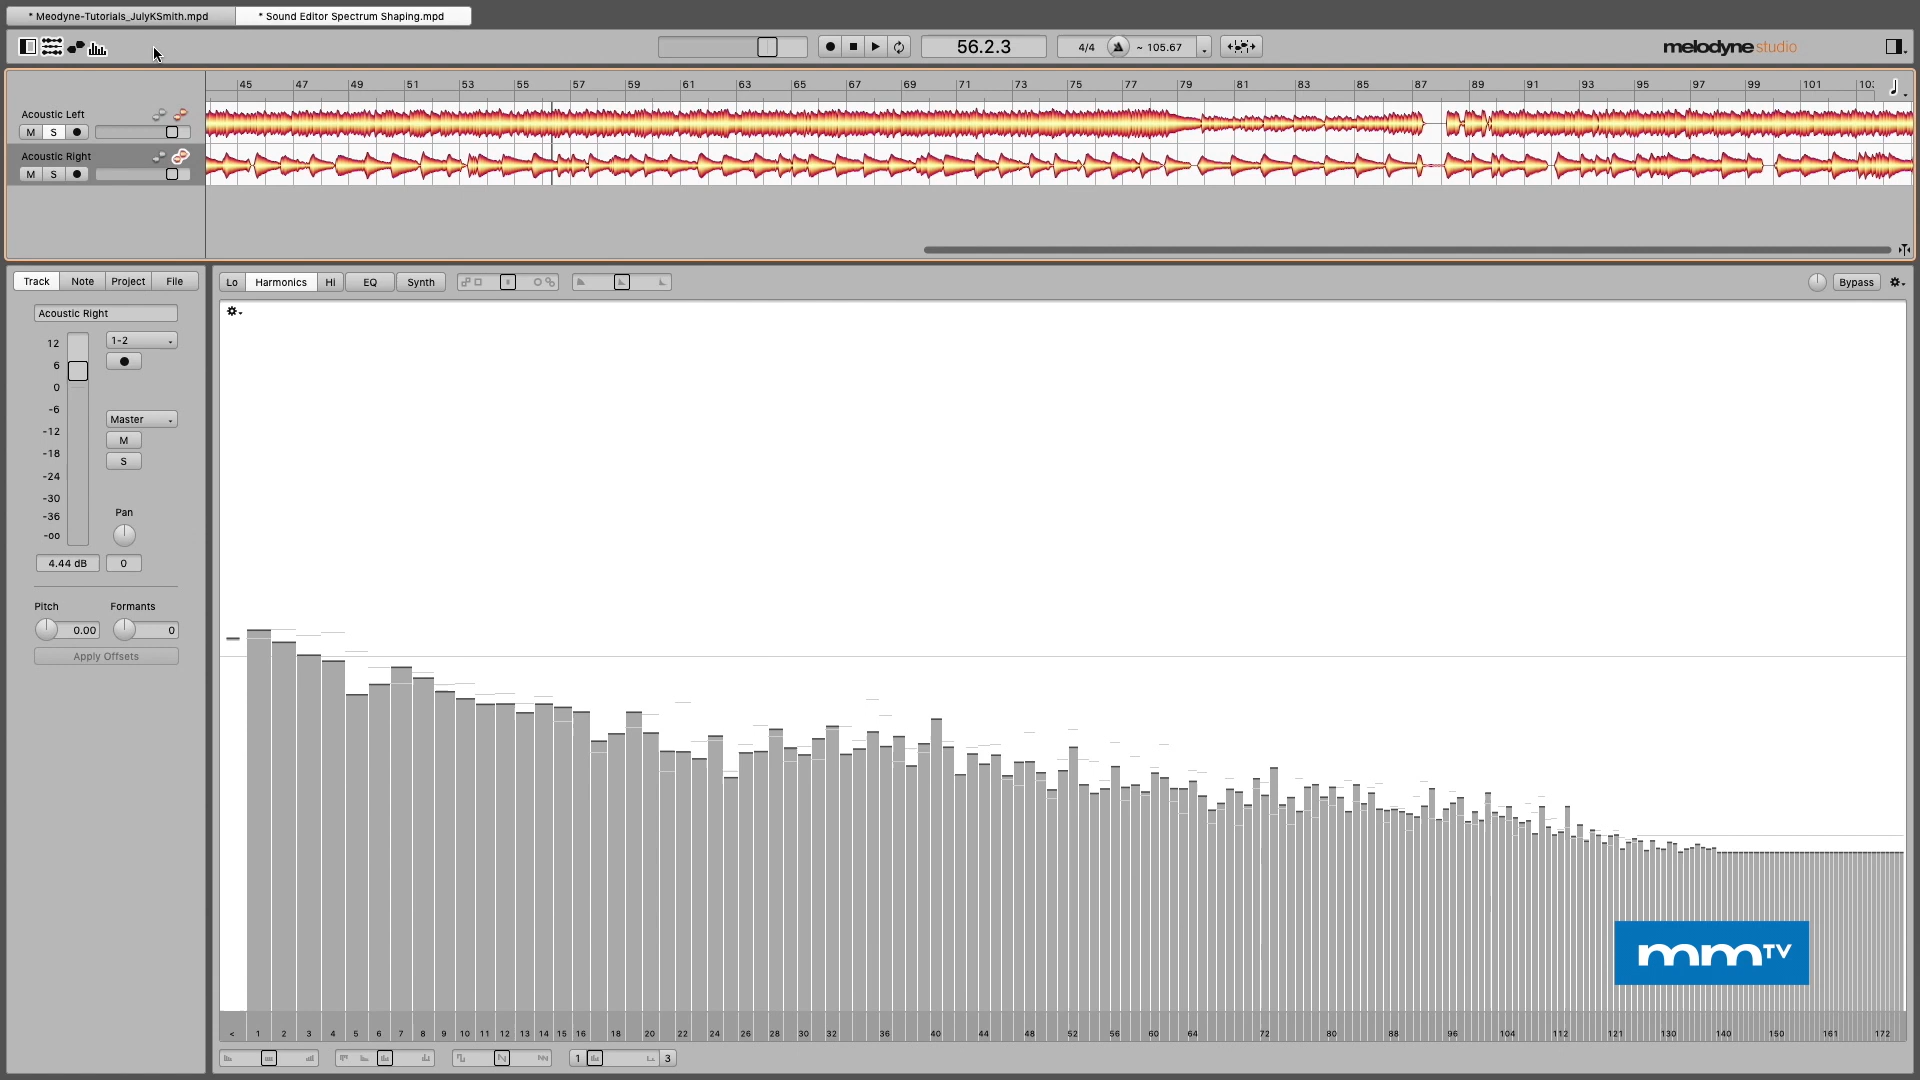 * Meodyne-Tutorials_JulyKSmith.mpd
* Sound Editor Spectrum Shaping.mpd
56.2.3
4/4 ~ 105.67
melodyne studio
45 47 49 51 53 55 57 59 61 63 65 67 69 71 73 75 77 79 81 83 85 87 89 91 93 95 97 99 101
Acoustic Left
M S
Acoustic Right
M S
Track Note Project File
Lo Harmonics Hi EQ Synth
Bypass
Acoustic Right
12
6
0
-6
-12
-18
-24
-30
-36
-oo
1-2
Master
M
S
Pan
4.44 dB 0
Pitch Formants
0.00 0
Apply Offsets
mmTV
< 1 2 3 4 5 6 7 8 9 10 11 12 13 14 15 16 18 20 22 24 26 28 30 32 36 40 44 48 52 56 60 64 72 80 88 96 104 112 121 130 140 150 161 172
1 3